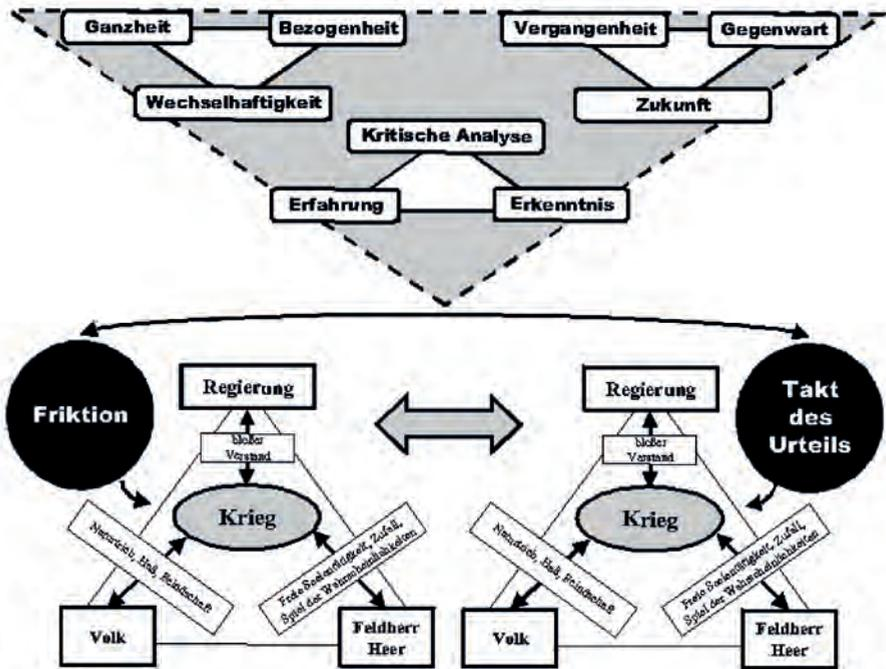 Ganzheit
Bezogenheit
Vergangenheit
Gegenwart
Wechselhaftigkeit
Zukunft
Kritische Analyse
Erfahrung
Erkenntnis
Friktion
Takt
des
Urteils
Regierung
bloßer
Verstand
Krieg
Naturtrieb, Haß, Feindschaft
Freie Seelentätigkeit, Zufall,
Spiel der Wahrscheinlichkeiten
Volk
Feldherr
Heer
Regierung
bloßer
Verstand
Krieg
Naturtrieb, Haß, Feindschaft
Freie Seelentätigkeit, Zufall,
Spiel der Wahrscheinlichkeiten
Volk
Feldherr
Heer